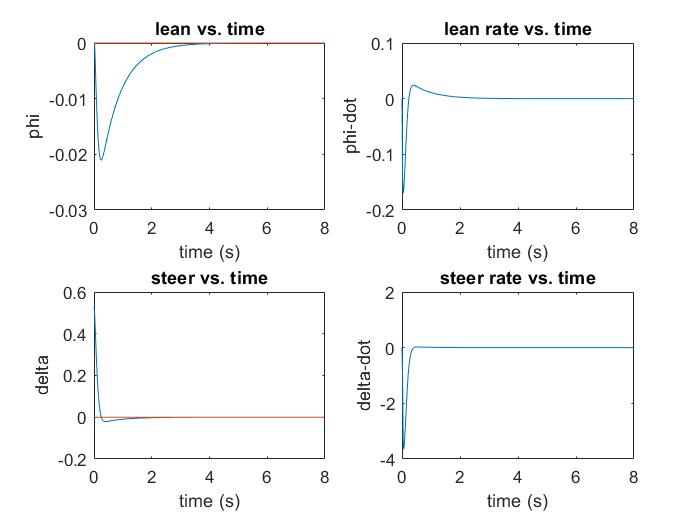 lean vs. time
phi
0
-0.01
-0.02
-0.03
0 2 4 6 8
time (s)
lean rate vs. time
phi-dot
0.1
0
-0.1
-0.2
0 2 4 6 8
time (s)
steer vs. time
delta
0.6
0.4
0.2
0
-0.2
0 2 4 6 8
time (s)
steer rate vs. time
delta-dot
2
0
-2
-4
0 2 4 6 8
time (s)